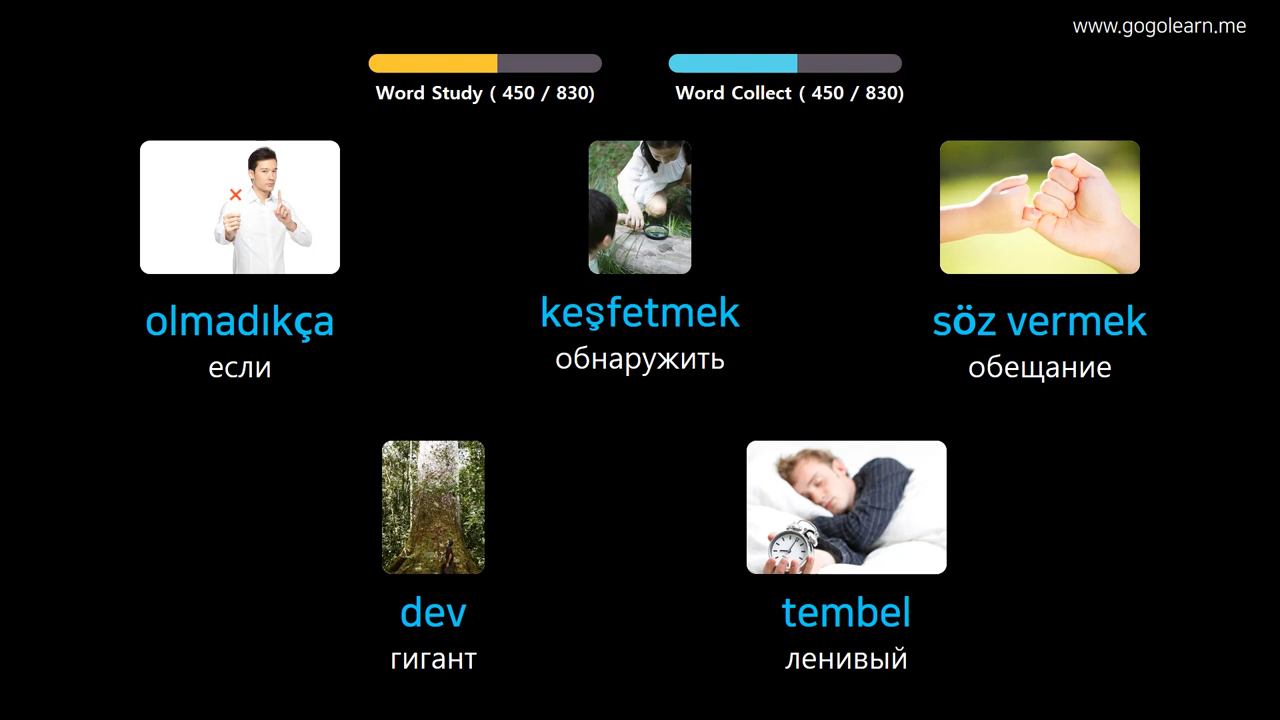 www.gogolearn.me
Word Study ( 450 / 830)
Word Collect ( 450 / 830)
olmadıkça
если
keşfetmek
обнаружить
söz vermek
обещание
dev
гигант
tembel
ленивый